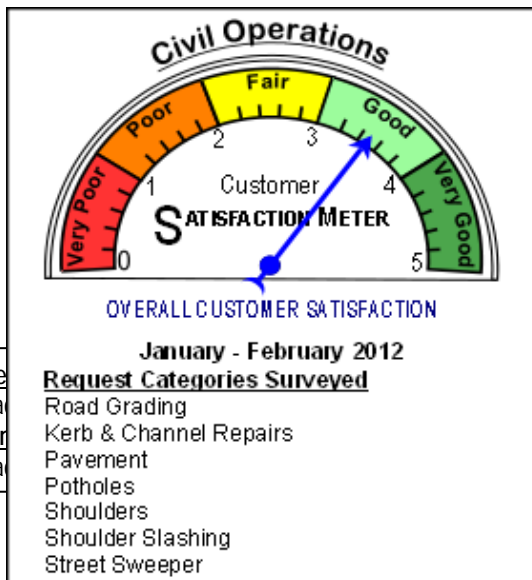 Civil Operations
Very Poor
Poor
Fair
Good
Very Good
0
1
2
3
4
5
Customer
SATISFACTION METER
OVERALL CUSTOMER SATISFACTION
January - February 2012
Request Categories Surveyed
Road Grading
Kerb & Channel Repairs
Pavement
Potholes
Shoulders
Shoulder Slashing
Street Sweeper